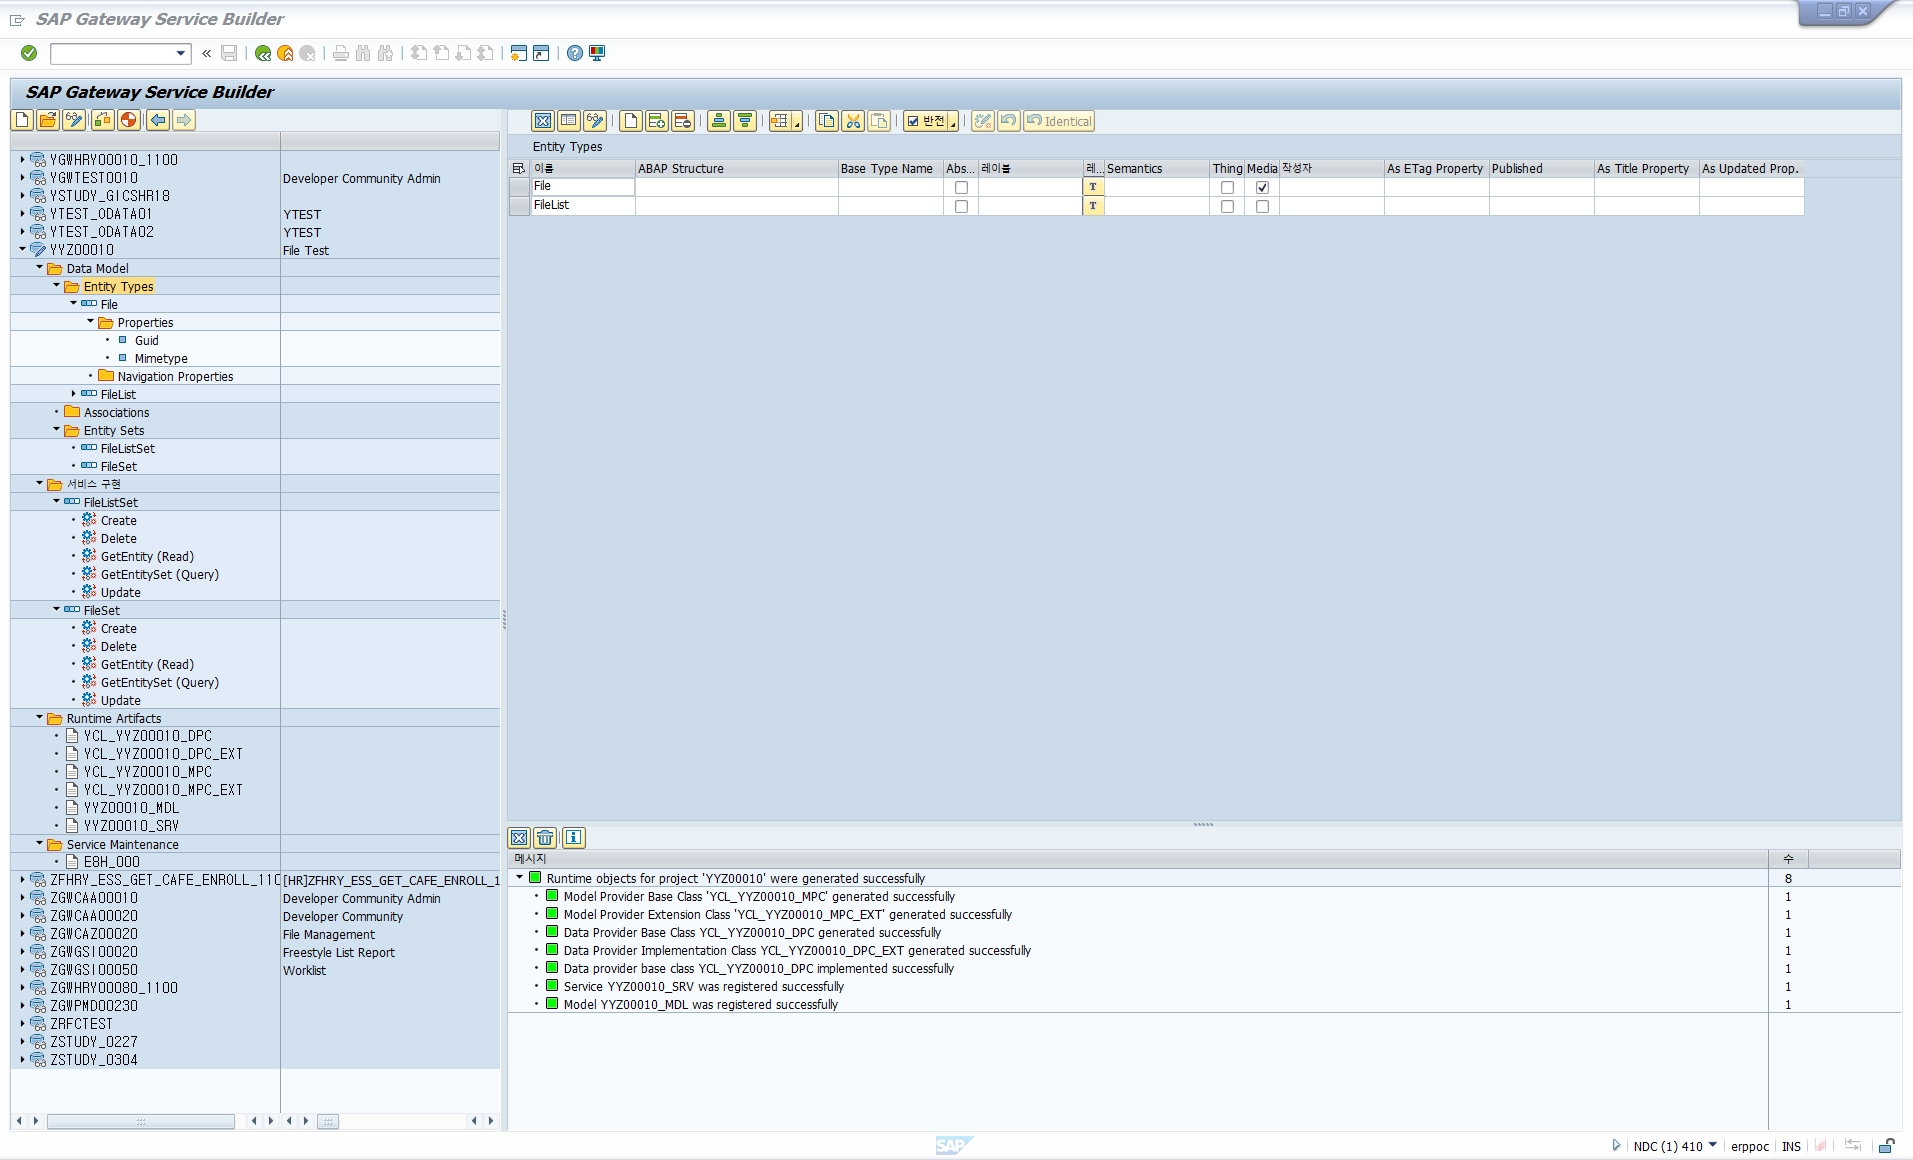 SAP Gateway Service Builder
SAP Gateway Service Builder
반전
Identical
Entity Types
이름 ABAP Structure Base Type Name Abs... 레이블 레... Semantics Thing Media 작성자 As ETag Property Published As Title Property As Updated Prop.
File
FileList
YGWHRY00010_1100
YGWTEST0010 Developer Community Admin
YSTUDY_GICSHR18
YTEST_ODATA01 YTEST
YTEST_ODATA02 YTEST
YYZ00010 File Test
Data Model
Entity Types
File
Properties
Guid
Mimetype
Navigation Properties
FileList
Associations
Entity Sets
FileListSet
FileSet
서비스 구현
FileListSet
Create
Delete
GetEntity (Read)
GetEntitySet (Query)
Update
FileSet
Create
Delete
GetEntity (Read)
GetEntitySet (Query)
Update
Runtime Artifacts
YCL_YYZ00010_DPC
YCL_YYZ00010_DPC_EXT
YCL_YYZ00010_MPC
YCL_YYZ00010_MPC_EXT
YYZ00010_MDL
YYZ00010_SRV
Service Maintenance
E8H_000
ZFHRY_ESS_GET_CAFE_ENROLL_110 [HR]ZFHRY_ESS_GET_CAFE_ENROLL_1
ZGWCAA00010 Developer Community Admin
ZGWCAA00020 Developer Community
ZGWCAZ00020 File Management
ZGWGSI00020 Freestyle List Report
ZGWGSI00050 Worklist
ZGWHRY00080_1100
ZGWPMD00230
ZRFCTEST
ZSTUDY_0227
ZSTUDY_0304
메시지 수
Runtime objects for project 'YYZ00010' were generated successfully 8
Model Provider Base Class 'YCL_YYZ00010_MPC' generated successfully 1
Model Provider Extension Class 'YCL_YYZ00010_MPC_EXT' generated successfully 1
Data Provider Base Class YCL_YYZ00010_DPC generated successfully 1
Data Provider Implementation Class YCL_YYZ00010_DPC_EXT generated successfully 1
Data provider base class YCL_YYZ00010_DPC implemented successfully 1
Service YYZ00010_SRV was registered successfully 1
Model YYZ00010_MDL was registered successfully 1
SAP
NDC (1) 410 erppoc INS